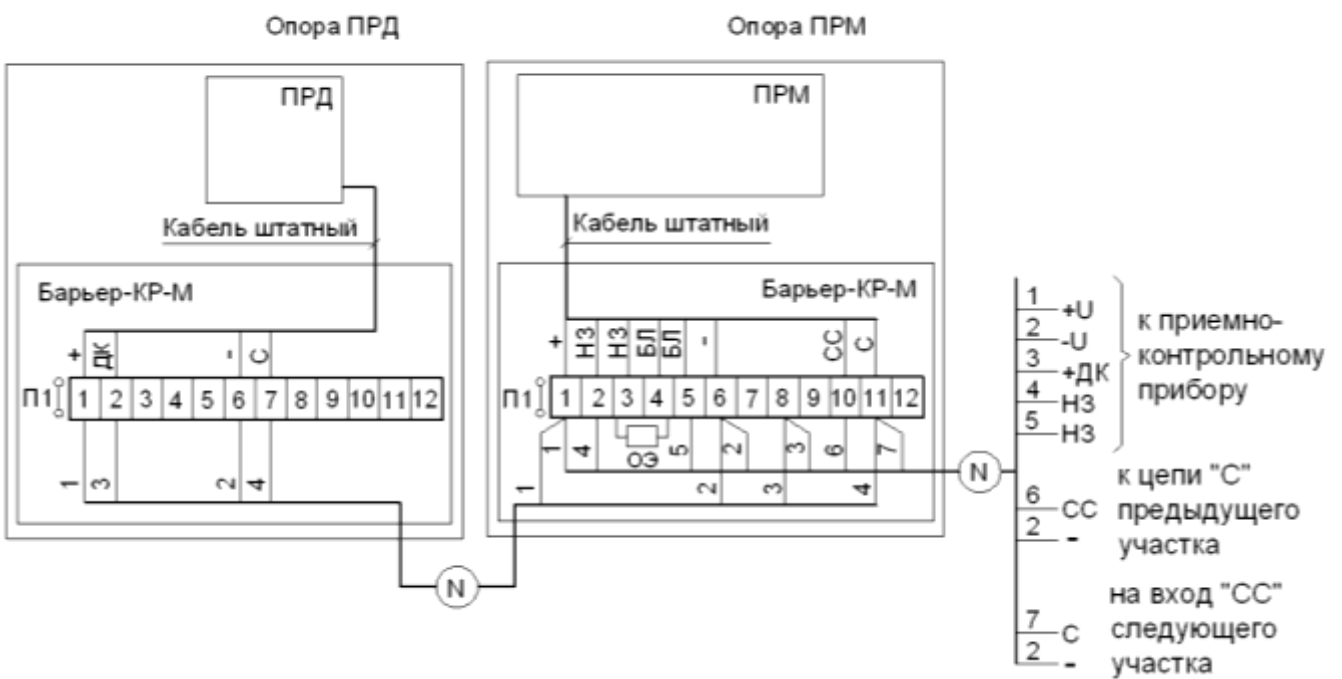 Опора ПРД
Опора ПРМ
ПРД
ПРМ
Кабель штатный
Кабель штатный
Барьер-КР-М
Барьер-КР-М
+ ДК - С
П1 1 2 3 4 5 6 7 8 9 10 11 12
1 3 2 4
+ НЗ НЗ БЛ БЛ - СС С
П1 1 2 3 4 5 6 7 8 9 10 11 12
1 4 ОЭ 5 2 3 6 7
1 2 3 4
N
N
1 +U
2 -U
3 +ДК
4 НЗ
5 НЗ
к приемно-
контрольному
прибору
6 СС
2 -
к цепи "С"
предыдущего
участка
7 С
2 -
на вход "СС"
следующего
участка